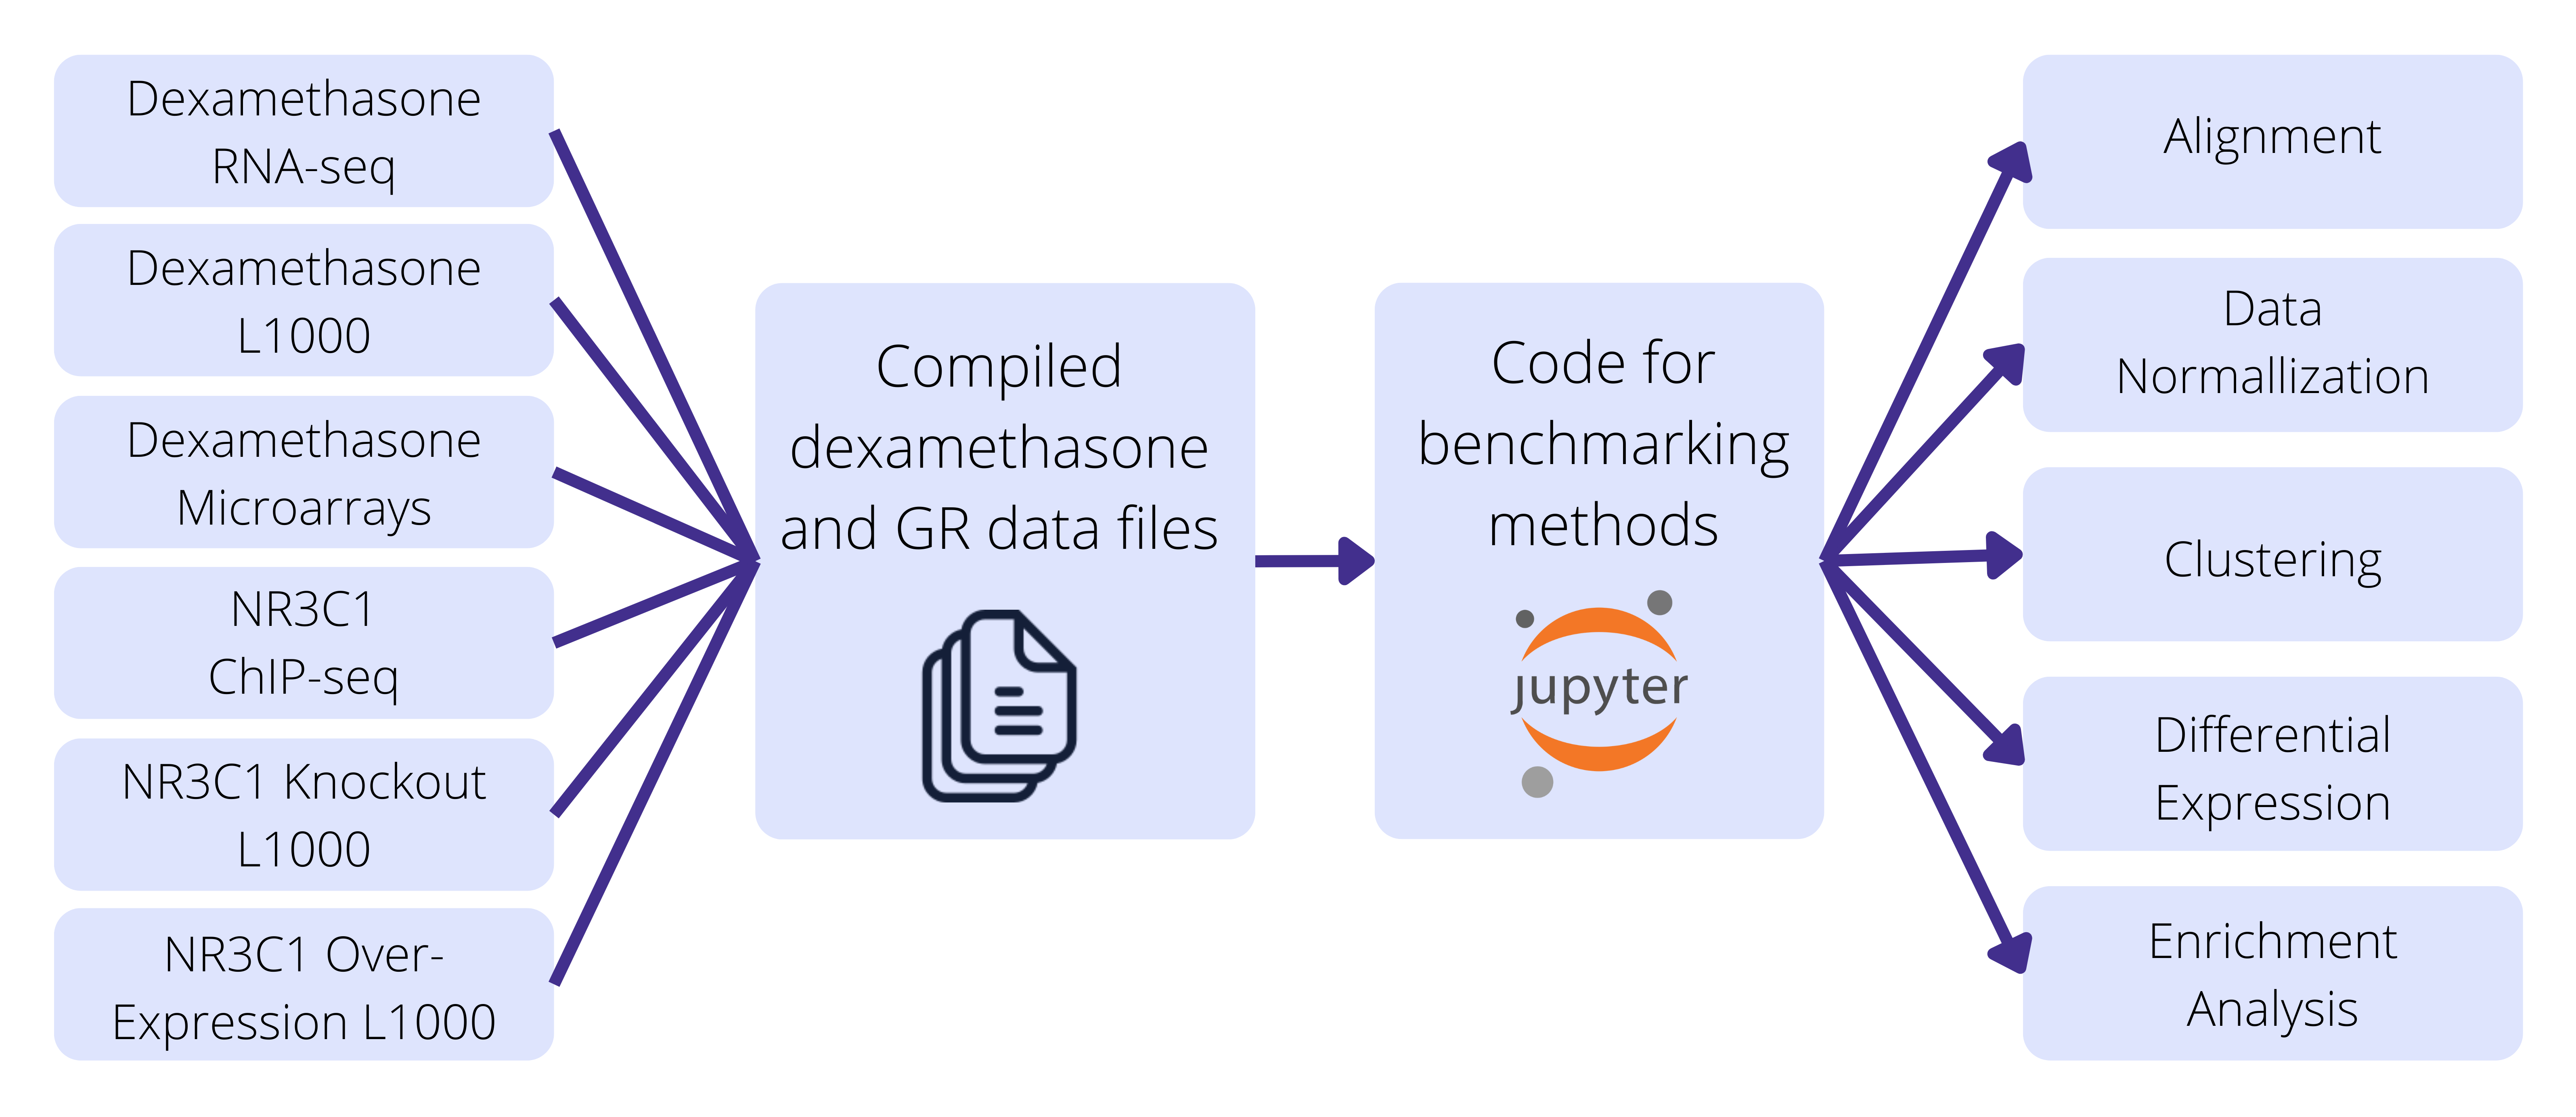 Dexamethasone
RNA-seq
Dexamethasone
L1000
Dexamethasone
Microarrays
NR3C1
ChIP-seq
NR3C1 Knockout
L1000
NR3C1 Over-
Expression L1000
Compiled
dexamethasone
and GR data files
Code for
benchmarking
methods
jupyter
Alignment
Data
Normallization
Clustering
Differential
Expression
Enrichment
Analysis